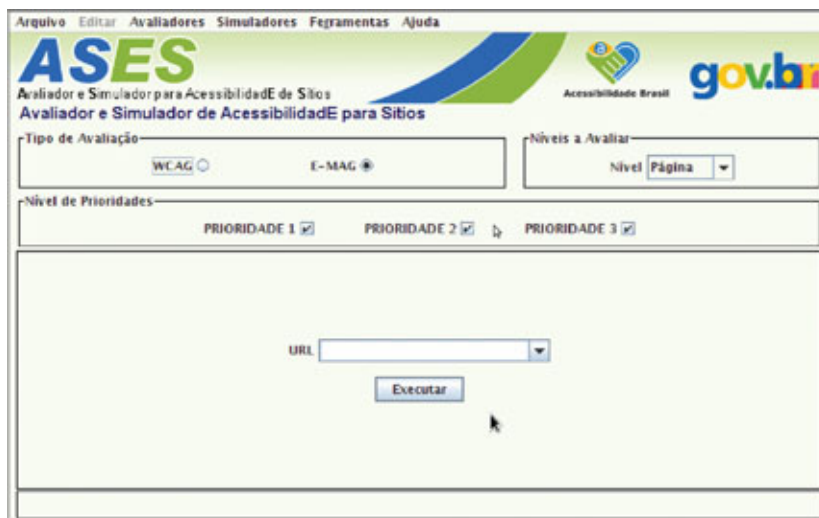 Arquivo Editar Avaliadores Simuladores Ferramentas Ajuda
ASES
Avaliador e Simulador para AcessibilidadE de Sítios
Acessibilidade Brasil
gov.br
Avaliador e Simulador de AcessibilidadE para Sítios
Tipo de Avaliação
Níveis a Avaliar
WCAG E-MAG
Nível Página
Nível de Prioridades
PRIORIDADE 1 PRIORIDADE 2 PRIORIDADE 3
URL
Executar